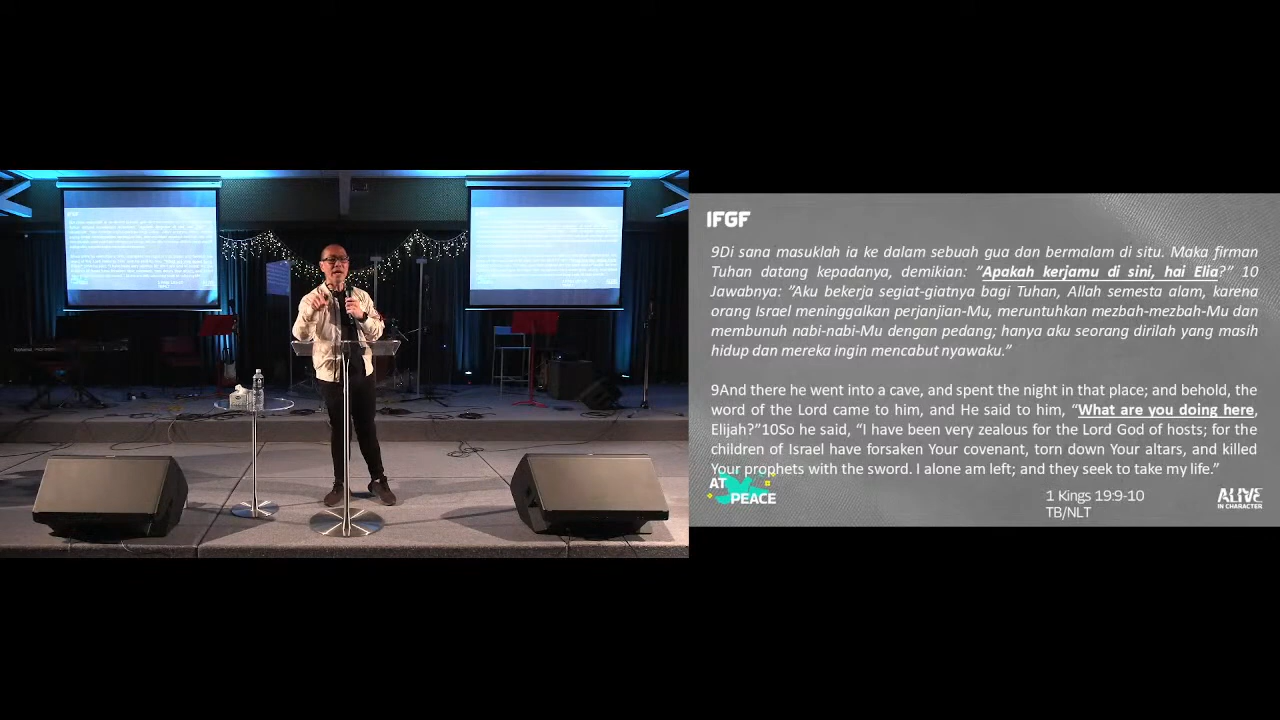 IFGF
9Di sana masuklah ia ke dalam sebuah gua dan bermalam di situ. Maka firman
Tuhan datang kepadanya, demikian: ”Apakah kerjamu di sini, hai Elia?” 10
Jawabnya: ”Aku bekerja segiat-giatnya bagi Tuhan, Allah semesta alam, karena
orang Israel meninggalkan perjanjian-Mu, meruntuhkan mezbah-mezbah-Mu dan
membunuh nabi-nabi-Mu dengan pedang; hanya aku seorang dirilah yang masih
hidup dan mereka ingin mencabut nyawaku.”
9And there he went into a cave, and spent the night in that place; and behold, the
word of the Lord came to him, and He said to him, “What are you doing here,
Elijah?”10So he said, “I have been very zealous for the Lord God of hosts; for the
children of Israel have forsaken Your covenant, torn down Your altars, and killed
Your prophets with the sword. I alone am left; and they seek to take my life.”
AT
PEACE
1 Kings 19:9-10
TB/NLT
ALIVE
IN CHARACTER